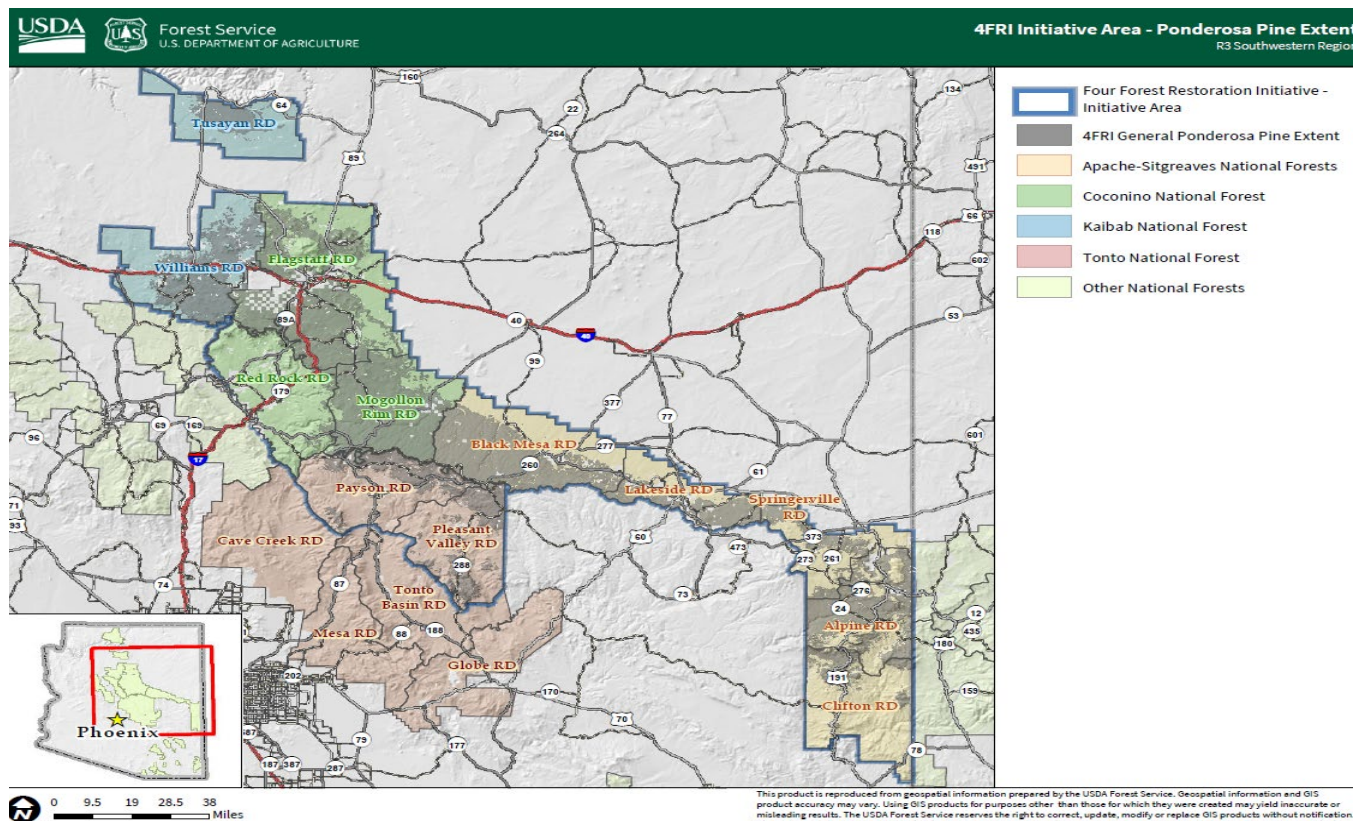 USDA
UAS
Forest Service
U.S. DEPARTMENT OF AGRICULTURE
4FRI Initiative Area - Ponderosa Pine Extent
R3 Southwestern Region
Four Forest Restoration Initiative -
Initiative Area
4FRI General Ponderosa Pine Extent
Apache-Sitgreaves National Forests
Coconino National Forest
Kaibab National Forest
Tonto National Forest
Other National Forests
160
134
64
22
Tusayan RD
264
89
491
66
118
602
Williams RD
Flagstaff RD
53
89A
40
40
99
Red Rock RD
179
Mogollon
Rim RD
377
77
69
169
96
601
Black Mesa RD
277
17
260
61
Payson RD
Lakeside RD
Springerville
RD
71
93
Pleasant
Valley RD
Cave Creek RD
60
373
473
273
261
288
74
87
276
73
Tonto
Basin RD
24
12
Mesa RD
88
188
Alpine RD
435
180
Globe RD
202
191
159
170
Clifton RD
70
Phoenix
79
177
78
187
387
287
0 9.5 19 28.5 38
Miles
This product is reproduced from geospatial information prepared by the USDA Forest Service. Geospatial information and GIS
product accuracy may vary. Using GIS products for purposes other than those for which they were created may yield inaccurate or
misleading results. The USDA Forest Service reserves the right to correct, update, modify or replace GIS products without notification.